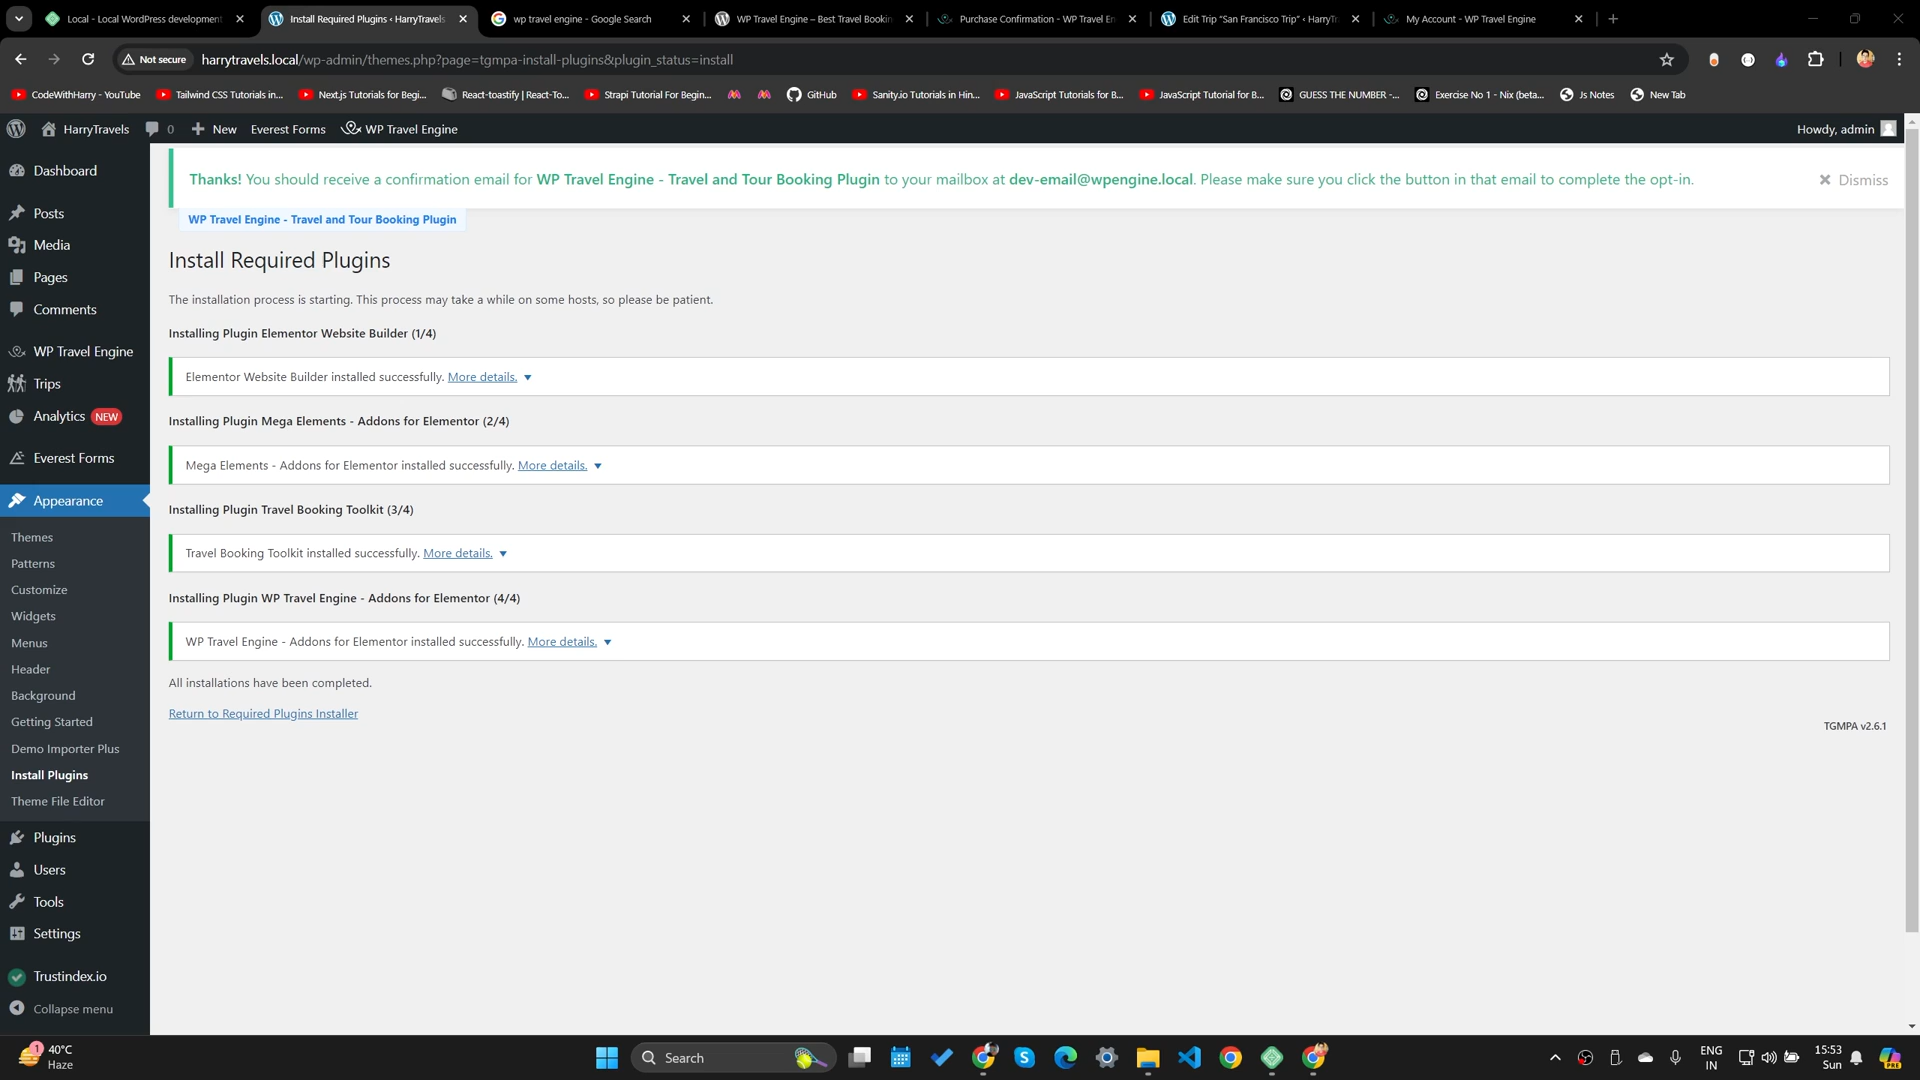 Local - Local WordPress development
Install Required Plugins ‹ HarryTravels
wp travel engine - Google Search
WP Travel Engine – Best Travel Bookin
Purchase Confirmation - WP Travel En
Edit Trip "San Francisco Trip" ‹ HarryTr
My Account - WP Travel Engine
Not secure
harrytravels.local/wp-admin/themes.php?page=tgmpa-install-plugins&plugin_status=install
CodeWithHarry - YouTube
Tailwind CSS Tutorials in...
Next.js Tutorials for Begi...
React-toastify | React-To...
Strapi Tutorial For Begin...
GitHub
Sanity.io Tutorials in Hin...
JavaScript Tutorials for B...
JavaScript Tutorial for B...
GUESS THE NUMBER -...
Exercise No 1 - Nix (beta...
Js Notes
New Tab
HarryTravels
0
New
Everest Forms
WP Travel Engine
Howdy, admin
Dashboard
Posts
Media
Pages
Comments
WP Travel Engine
Trips
Analytics NEW
Everest Forms
Appearance
Themes
Patterns
Customize
Widgets
Menus
Header
Background
Getting Started
Demo Importer Plus
Install Plugins
Theme File Editor
Plugins
Users
Tools
Settings
Trustindex.io
Collapse menu
Thanks! You should receive a confirmation email for WP Travel Engine - Travel and Tour Booking Plugin to your mailbox at dev-email@wpengine.local. Please make sure you click the button in that email to complete the opt-in.
Dismiss
WP Travel Engine - Travel and Tour Booking Plugin
Install Required Plugins
The installation process is starting. This process may take a while on some hosts, so please be patient.
Installing Plugin Elementor Website Builder (1/4)
Elementor Website Builder installed successfully. More details.
Installing Plugin Mega Elements - Addons for Elementor (2/4)
Mega Elements - Addons for Elementor installed successfully. More details.
Installing Plugin Travel Booking Toolkit (3/4)
Travel Booking Toolkit installed successfully. More details.
Installing Plugin WP Travel Engine - Addons for Elementor (4/4)
WP Travel Engine - Addons for Elementor installed successfully. More details.
All installations have been completed.
Return to Required Plugins Installer
TGMPA v2.6.1
1
40°C
Haze
Search
ENG
IN
15:53
Sun